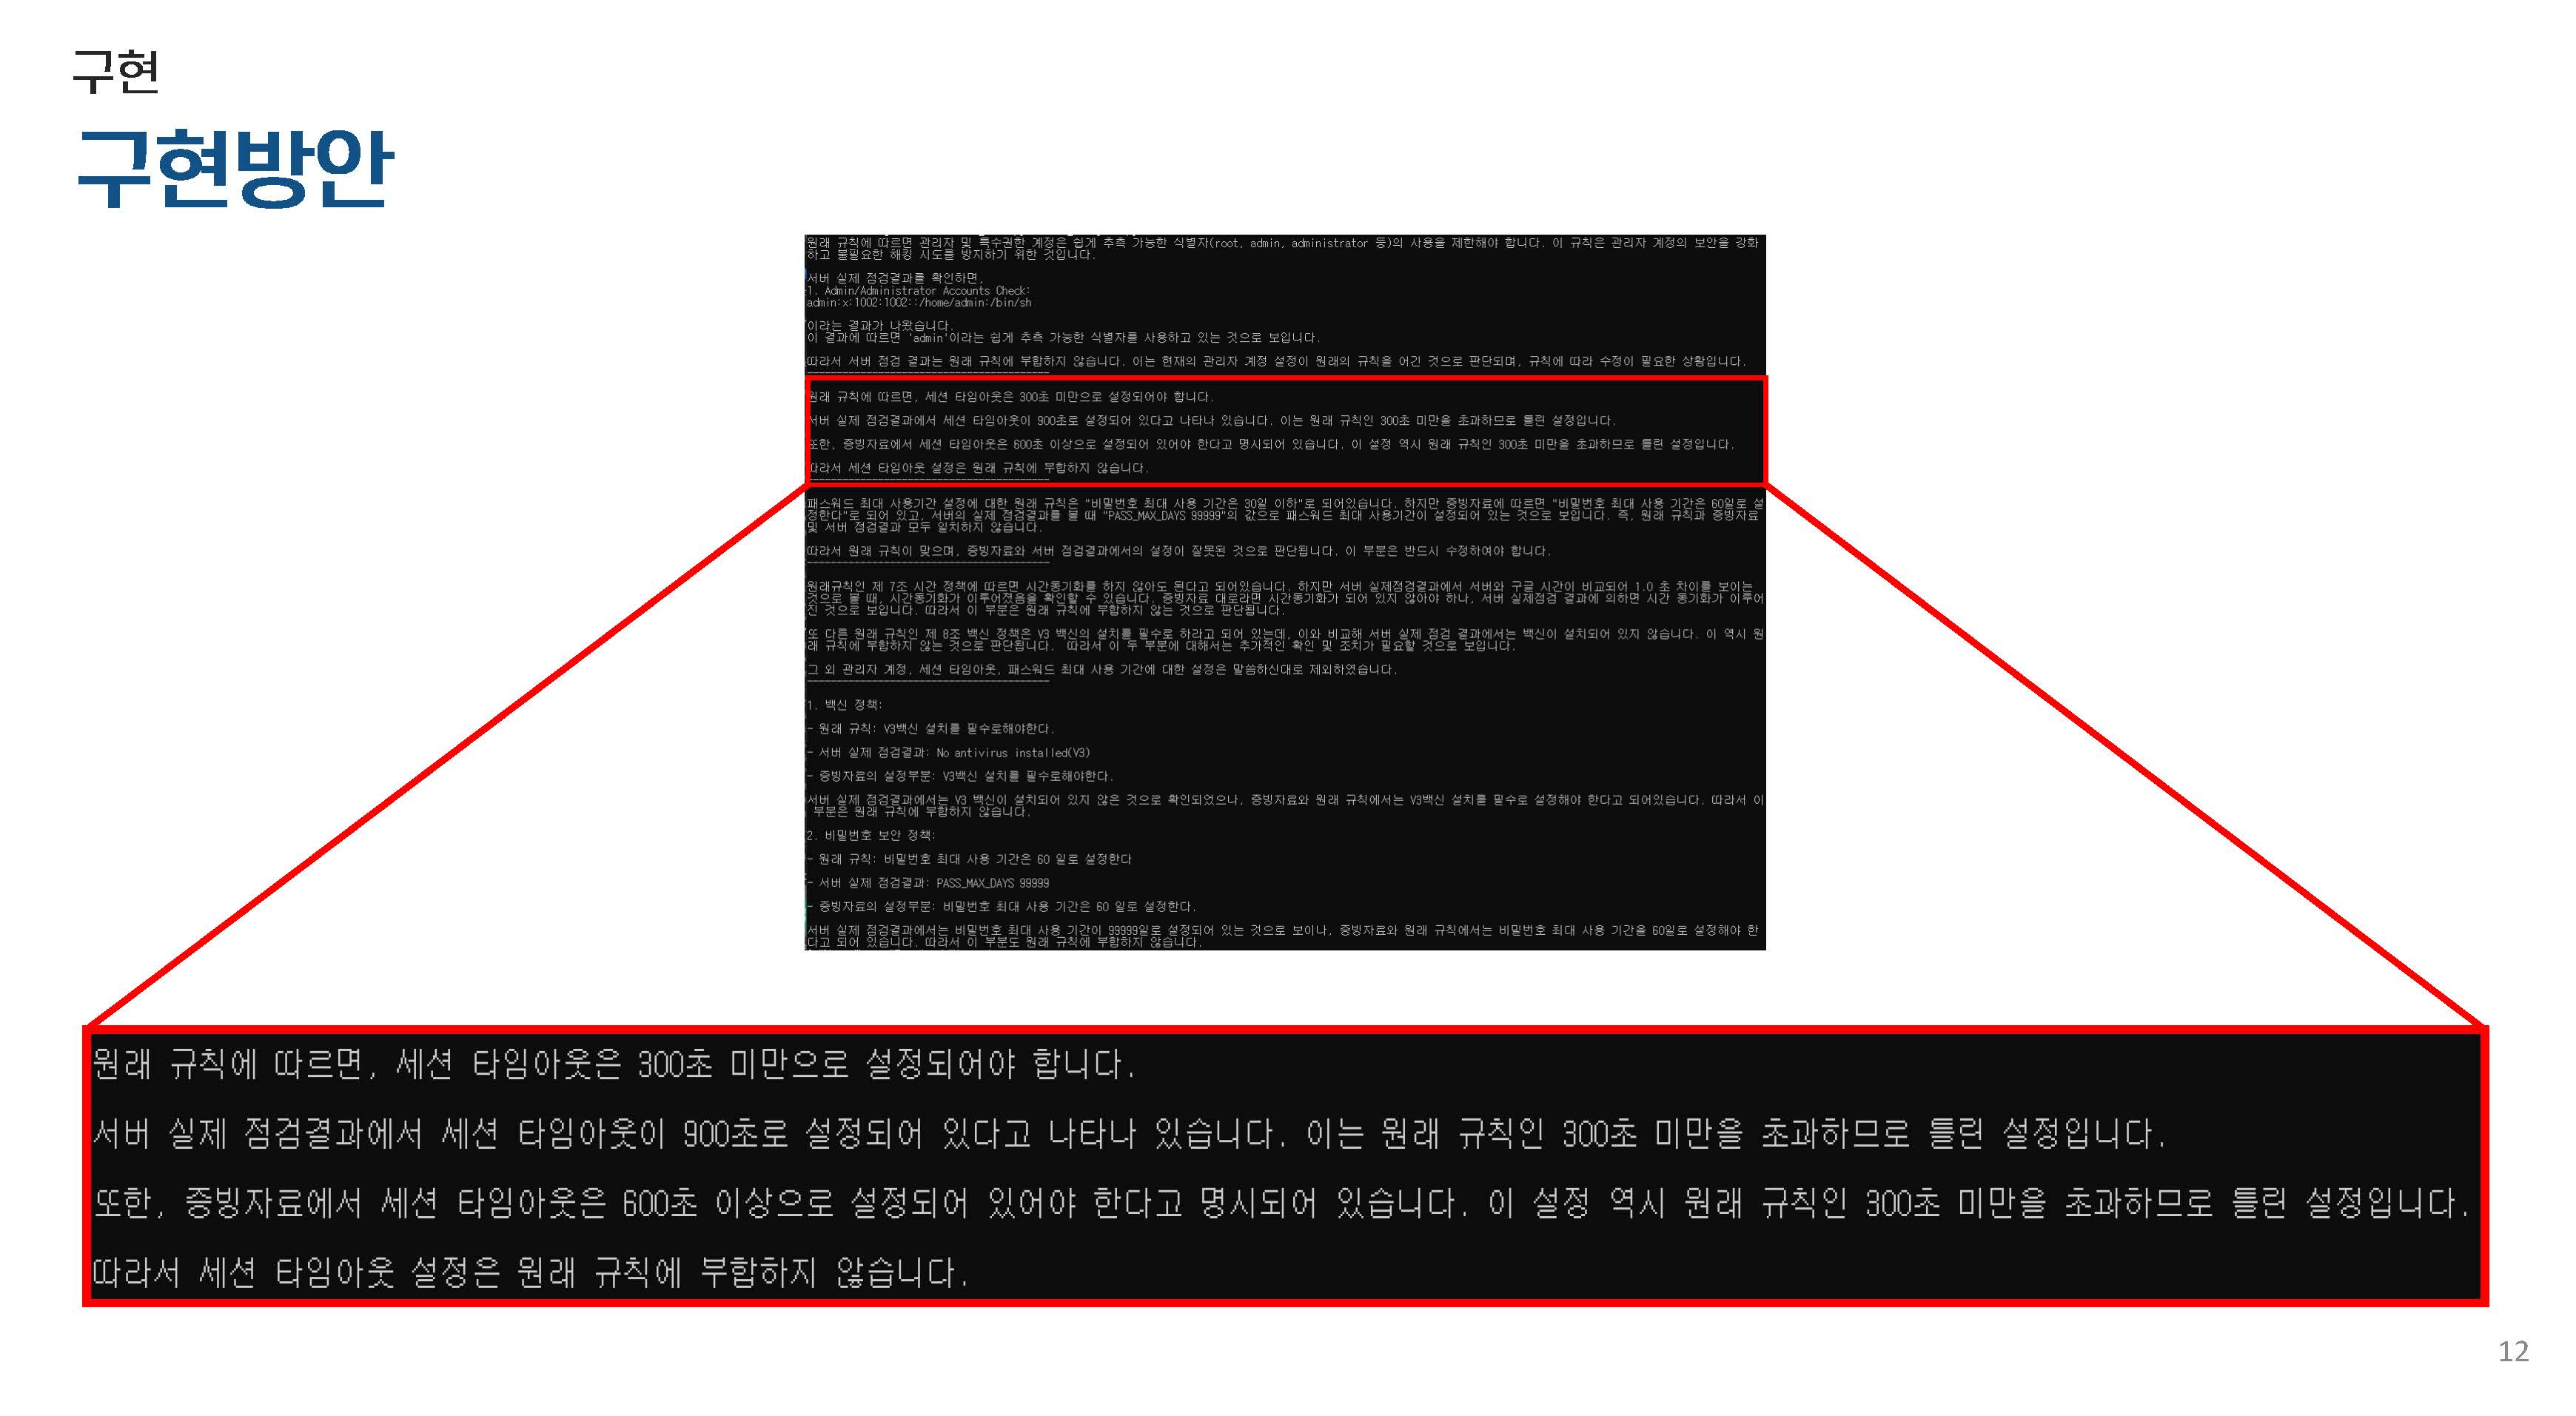 구현
구현방안
원래 규칙에 따르면 관리자 및 특수권한 계정은 쉽게 추측 가능한 식별자(root, admin, administrator 등)의 사용을 제한해야 합니다. 이 규칙은 관리자 계정의 보안을 강화
하고 불필요한 해킹 시도를 방지하기 위한 것입니다.
서버 실제 점검결과를 확인하면,
1. Admin/Administrator Accounts Check:
admin:x:1002:1002::/home/admin:/bin/sh
이라는 결과가 나왔습니다.
이 결과에 따르면 'admin'이라는 쉽게 추측 가능한 식별자를 사용하고 있는 것으로 보입니다.
따라서 서버 점검 결과는 원래 규칙에 부합하지 않습니다. 이는 현재의 관리자 계정 설정이 원래의 규칙을 어긴 것으로 판단되며, 규칙에 따라 수정이 필요한 상황입니다.
----------------------------------------
원래 규칙에 따르면, 세션 타임아웃은 300초 미만으로 설정되어야 합니다.
서버 실제 점검결과에서 세션 타임아웃이 900초로 설정되어 있다고 나타나 있습니다. 이는 원래 규칙인 300초 미만을 초과하므로 틀린 설정입니다.
또한, 증빙자료에서 세션 타임아웃은 600초 이상으로 설정되어 있어야 한다고 명시되어 있습니다. 이 설정 역시 원래 규칙인 300초 미만을 초과하므로 틀린 설정입니다.
따라서 세션 타임아웃 설정은 원래 규칙에 부합하지 않습니다.
----------------------------------------
패스워드 최대 사용기간 설정에 대한 원래 규칙은 "비밀번호 최대 사용 기간은 30일 이하"로 되어있습니다. 하지만 증빙자료에 따르면 "비밀번호 최대 사용 기간은 60일로 설
정한다"로 되어 있고, 서버의 실제 점검결과를 볼 때 "PASS_MAX_DAYS 99999"의 값으로 패스워드 최대 사용기간이 설정되어 있는 것으로 보입니다. 즉, 원래 규칙과 증빙자료
및 서버 점검결과 모두 일치하지 않습니다.
따라서 원래 규칙이 맞으며, 증빙자료와 서버 점검결과에서의 설정이 잘못된 것으로 판단됩니다. 이 부분은 반드시 수정하여야 합니다.
----------------------------------------
원래규칙인 제 7조 시간 정책에 따르면 시간동기화를 하지 않아도 된다고 되어있습니다. 하지만 서버 실제점검결과에서 서버와 구글 시간이 비교되어 1.0 초 차이를 보이는
것으로 볼 때, 시간동기화가 이루어졌음을 확인할 수 있습니다. 증빙자료 대로라면 시간동기화가 되어 있지 않아야 하나, 서버 실제점검 결과에 의하면 시간 동기화가 이루어
진 것으로 보입니다. 따라서 이 부분은 원래 규칙에 부합하지 않는 것으로 판단됩니다.
또 다른 원래 규칙인 제 8조 백신 정책은 V3 백신의 설치를 필수로 하라고 되어 있는데, 이와 비교해 서버 실제 점검 결과에서는 백신이 설치되어 있지 않습니다. 이 역시 원
래 규칙에 부합하지 않는 것으로 판단됩니다. 따라서 이 두 부분에 대해서는 추가적인 확인 및 조치가 필요할 것으로 보입니다.
그 외 관리자 계정, 세션 타임아웃, 패스워드 최대 사용 기간에 대한 설정은 말씀하신대로 제외하였습니다.
----------------------------------------
1. 백신 정책:
- 원래 규칙: V3백신 설치를 필수로해야한다.
- 서버 실제 점검결과: No antivirus installed(V3)
- 증빙자료의 설정부분: V3백신 설치를 필수로해야한다.
서버 실제 점검결과에서는 V3 백신이 설치되어 있지 않은 것으로 확인되었으나, 증빙자료와 원래 규칙에서는 V3백신 설치를 필수로 설정해야 한다고 되어있습니다. 따라서 이
부분은 원래 규칙에 부합하지 않습니다.
2. 비밀번호 보안 정책:
- 원래 규칙: 비밀번호 최대 사용 기간은 60 일로 설정한다
- 서버 실제 점검결과: PASS_MAX_DAYS 99999
- 증빙자료의 설정부분: 비밀번호 최대 사용 기간은 60 일로 설정한다.
서버 실제 점검결과에서는 비밀번호 최대 사용 기간이 99999일로 설정되어 있는 것으로 보이나, 증빙자료와 원래 규칙에서는 비밀번호 최대 사용 기간을 60일로 설정해야 한
다고 되어 있습니다. 따라서 이 부분도 원래 규칙에 부합하지 않습니다.
원래 규칙에 따르면, 세션 타임아웃은 300초 미만으로 설정되어야 합니다.
서버 실제 점검결과에서 세션 타임아웃이 900초로 설정되어 있다고 나타나 있습니다. 이는 원래 규칙인 300초 미만을 초과하므로 틀린 설정입니다.
또한, 증빙자료에서 세션 타임아웃은 600초 이상으로 설정되어 있어야 한다고 명시되어 있습니다. 이 설정 역시 원래 규칙인 300초 미만을 초과하므로 틀린 설정입니다.
따라서 세션 타임아웃 설정은 원래 규칙에 부합하지 않습니다.
12